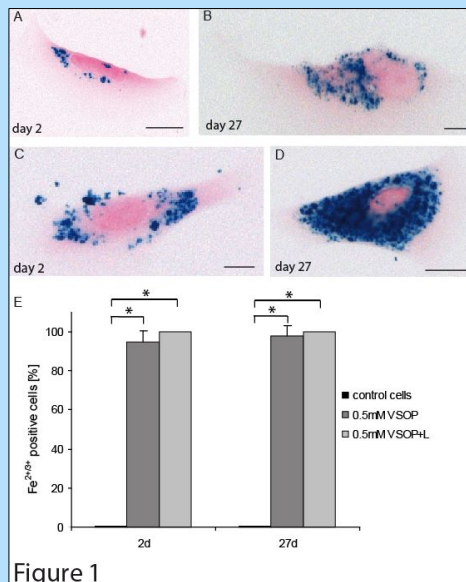 A
B
day 2
day 27
C
D
day 2
day 27
E
* * * *
Fe2+/3+ positive cells [%]
100
80
60
40
20
0
2d
27d
control cells
0.5mM VSOP
0.5mM VSOP+L
Figure 1